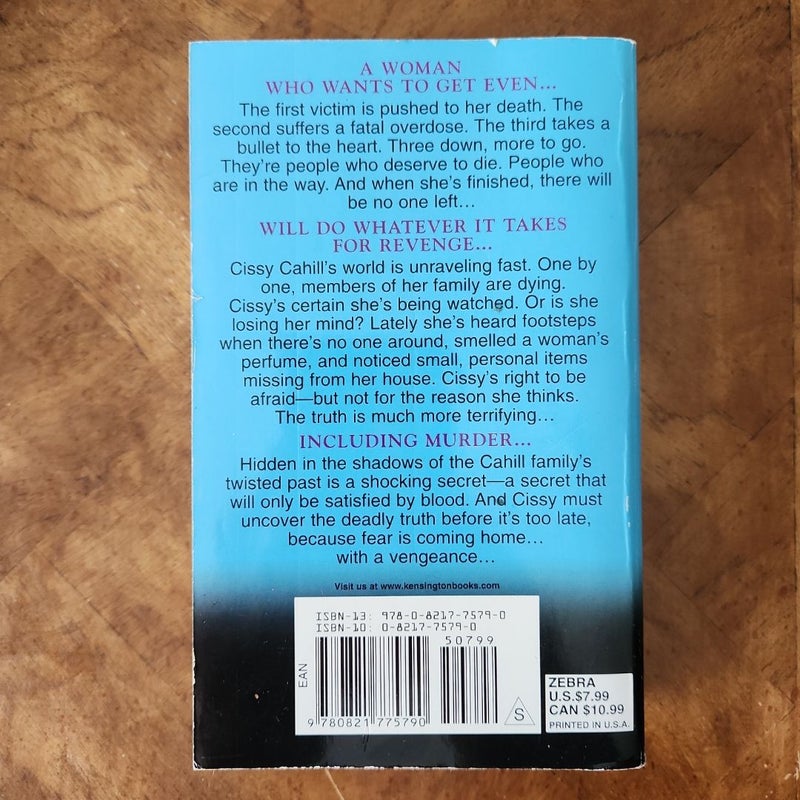 A WOMAN
WHO WANTS TO GET EVEN...
The first victim is pushed to her death. The
second suffers a fatal overdose. The third takes a
bullet to the heart. Three down, more to go.
They're people who deserve to die. People who
are in the way. And when she's finished, there will
be no one left...
WILL DO WHATEVER IT TAKES
FOR REVENGE...
Cissy Cahill's world is unraveling fast. One by
one, members of her family are dying.
Cissy's certain she's being watched. Or is she
losing her mind? Lately she's heard footsteps
when there's no one around, smelled a woman's
perfume, and noticed small, personal items
missing from her house. Cissy's right to be
afraid—but not for the reason she thinks.
The truth is much more terrifying...
INCLUDING MURDER...
Hidden in the shadows of the Cahill family's
twisted past is a shocking secret—a secret that
will only be satisfied by blood. And Cissy must
uncover the deadly truth before it's too late,
because fear is coming home...
with a vengeance...
Visit us at www.kensingtonbooks.com
ISBN-13: 978-0-8217-7579-0
ISBN-10: 0-8217-7579-0
50799
EAN
9 780821 775790
S
ZEBRA
U.S.$7.99
CAN $10.99
PRINTED IN U.S.A.